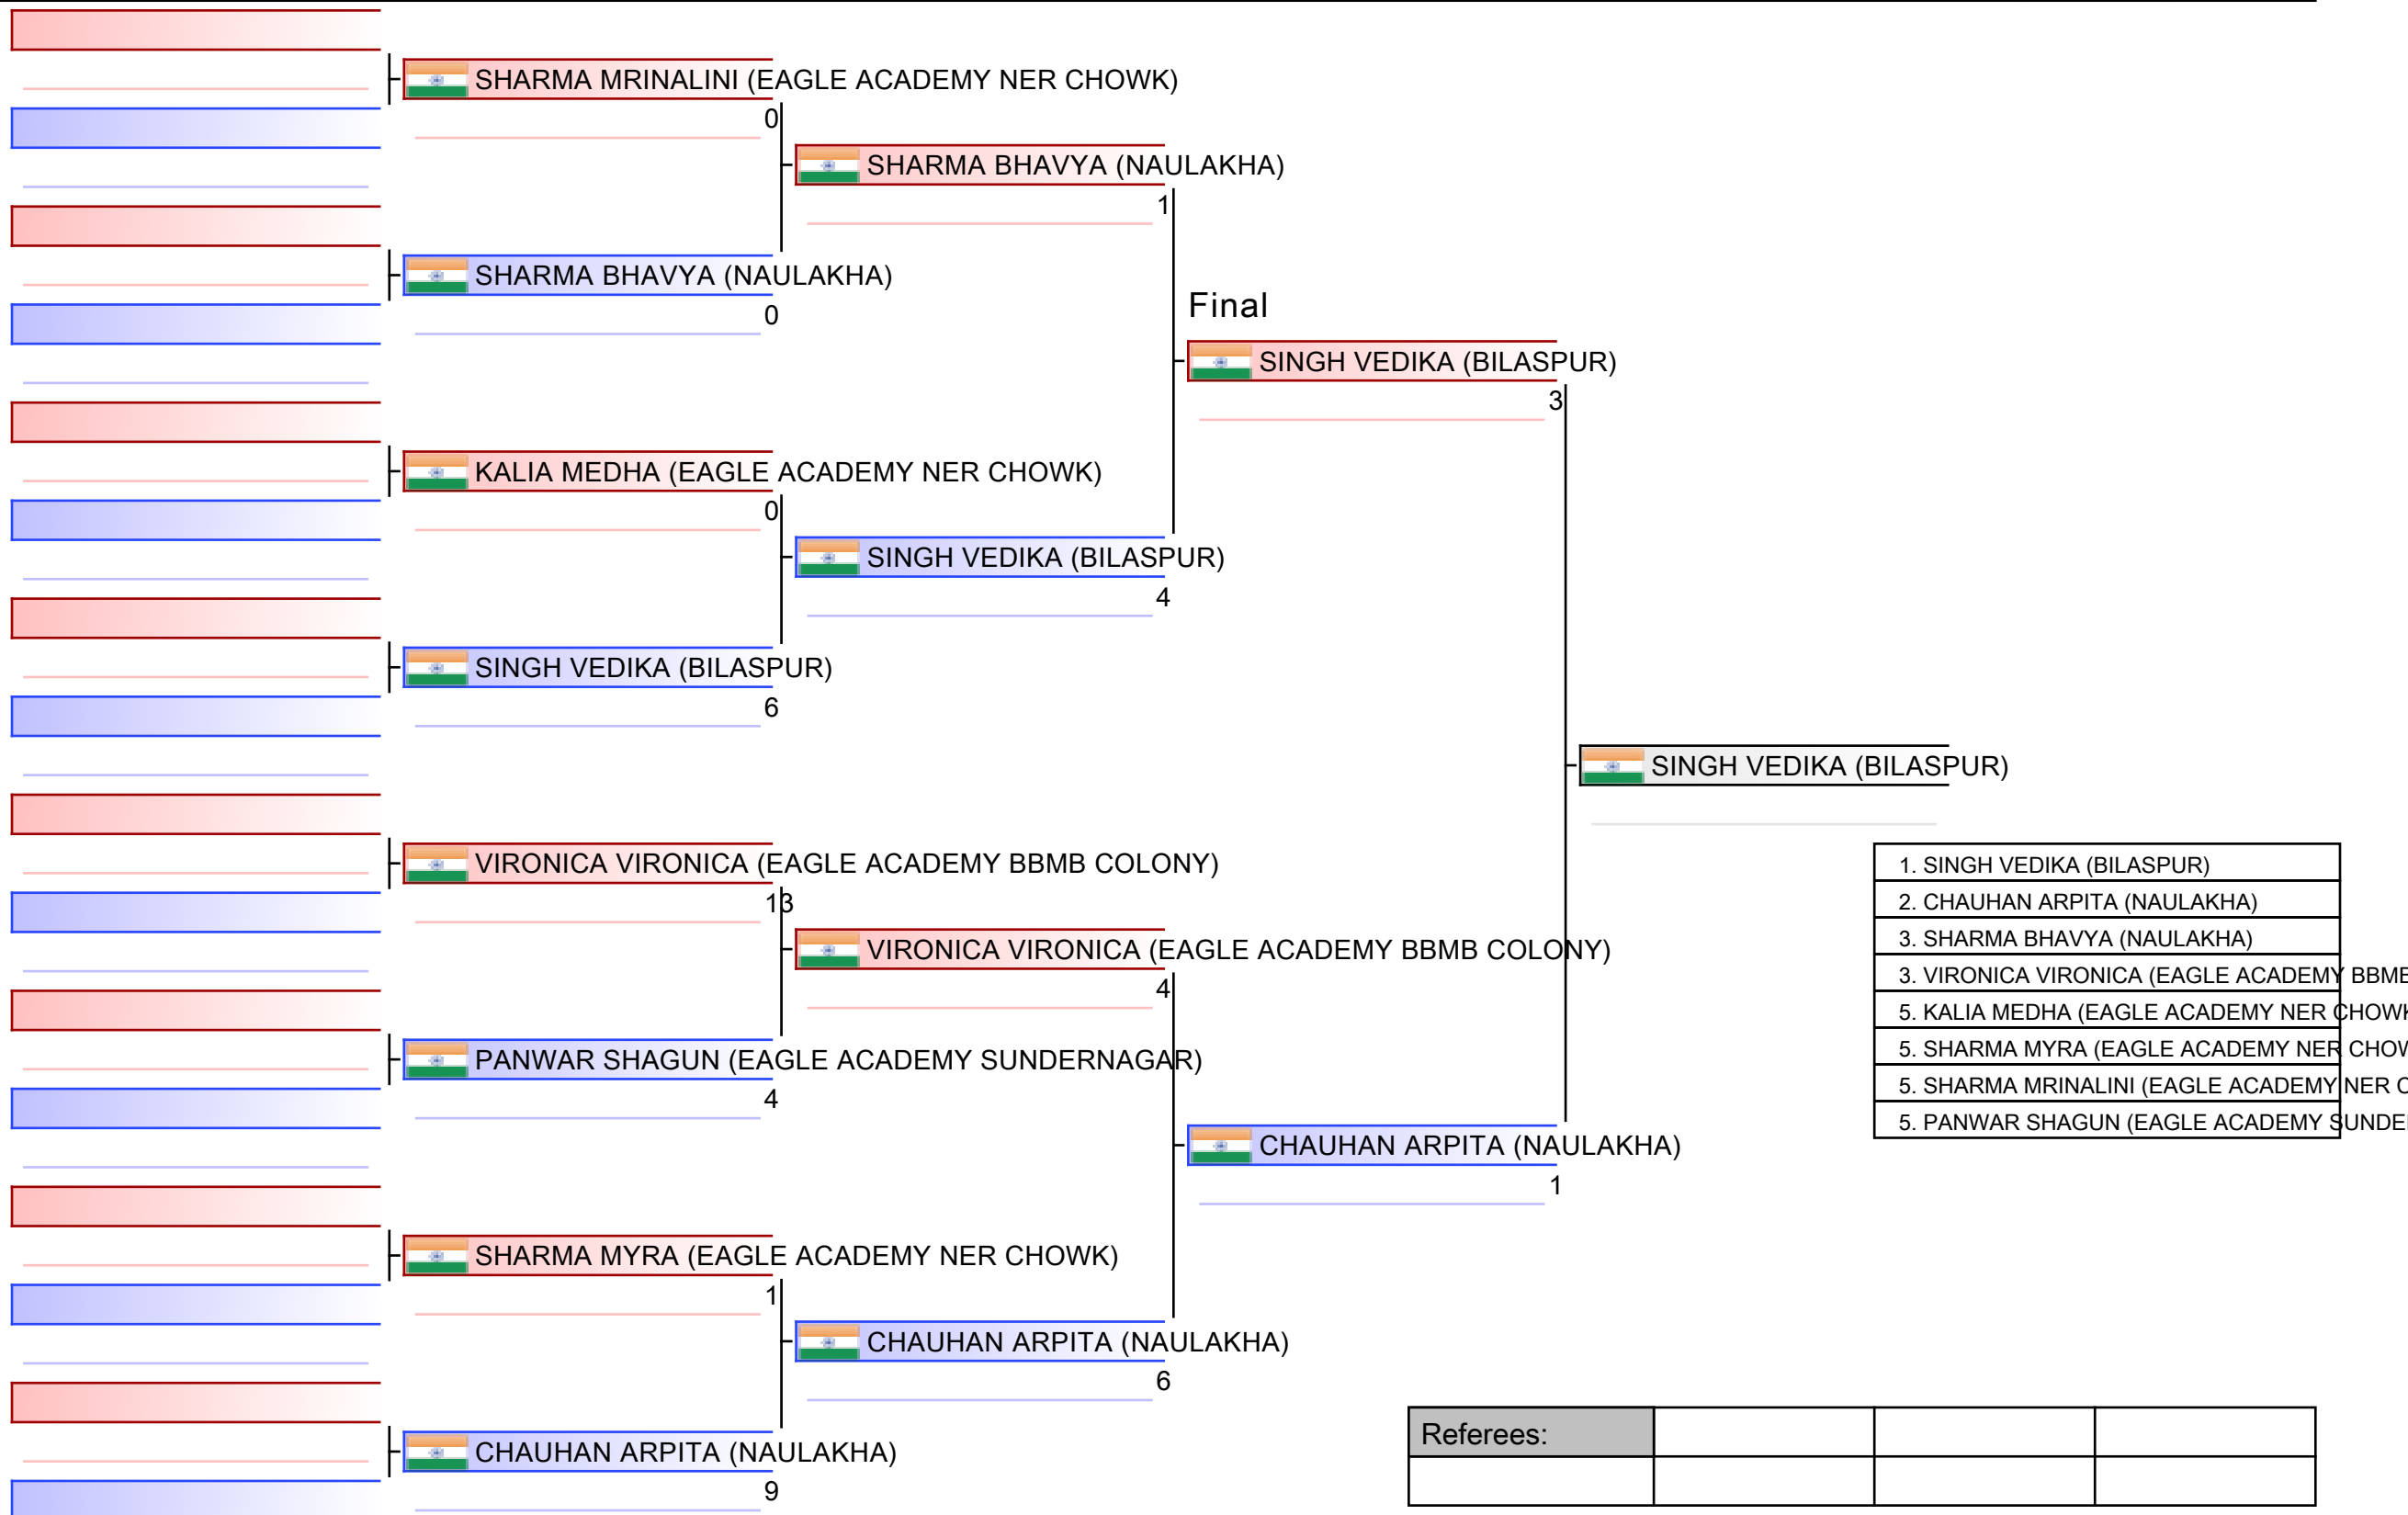 SHARMA MRINALINI (EAGLE ACADEMY NER CHOWK)
0
SHARMA BHAVYA (NAULAKHA)
1
SHARMA BHAVYA (NAULAKHA)
0
Final
SINGH VEDIKA (BILASPUR)
3
KALIA MEDHA (EAGLE ACADEMY NER CHOWK)
0
SINGH VEDIKA (BILASPUR)
4
SINGH VEDIKA (BILASPUR)
6
SINGH VEDIKA (BILASPUR)
VIRONICA VIRONICA (EAGLE ACADEMY BBMB COLONY)
13
VIRONICA VIRONICA (EAGLE ACADEMY BBMB COLONY)
4
PANWAR SHAGUN (EAGLE ACADEMY SUNDERNAGAR)
4
CHAUHAN ARPITA (NAULAKHA)
1
SHARMA MYRA (EAGLE ACADEMY NER CHOWK)
1
CHAUHAN ARPITA (NAULAKHA)
6
CHAUHAN ARPITA (NAULAKHA)
9
1. SINGH VEDIKA (BILASPUR)
2. CHAUHAN ARPITA (NAULAKHA)
3. SHARMA BHAVYA (NAULAKHA)
3. VIRONICA VIRONICA (EAGLE ACADEMY BBMB
5. KALIA MEDHA (EAGLE ACADEMY NER CHOWK
5. SHARMA MYRA (EAGLE ACADEMY NER CHOW
5. SHARMA MRINALINI (EAGLE ACADEMY NER C
5. PANWAR SHAGUN (EAGLE ACADEMY SUNDE
Referees: